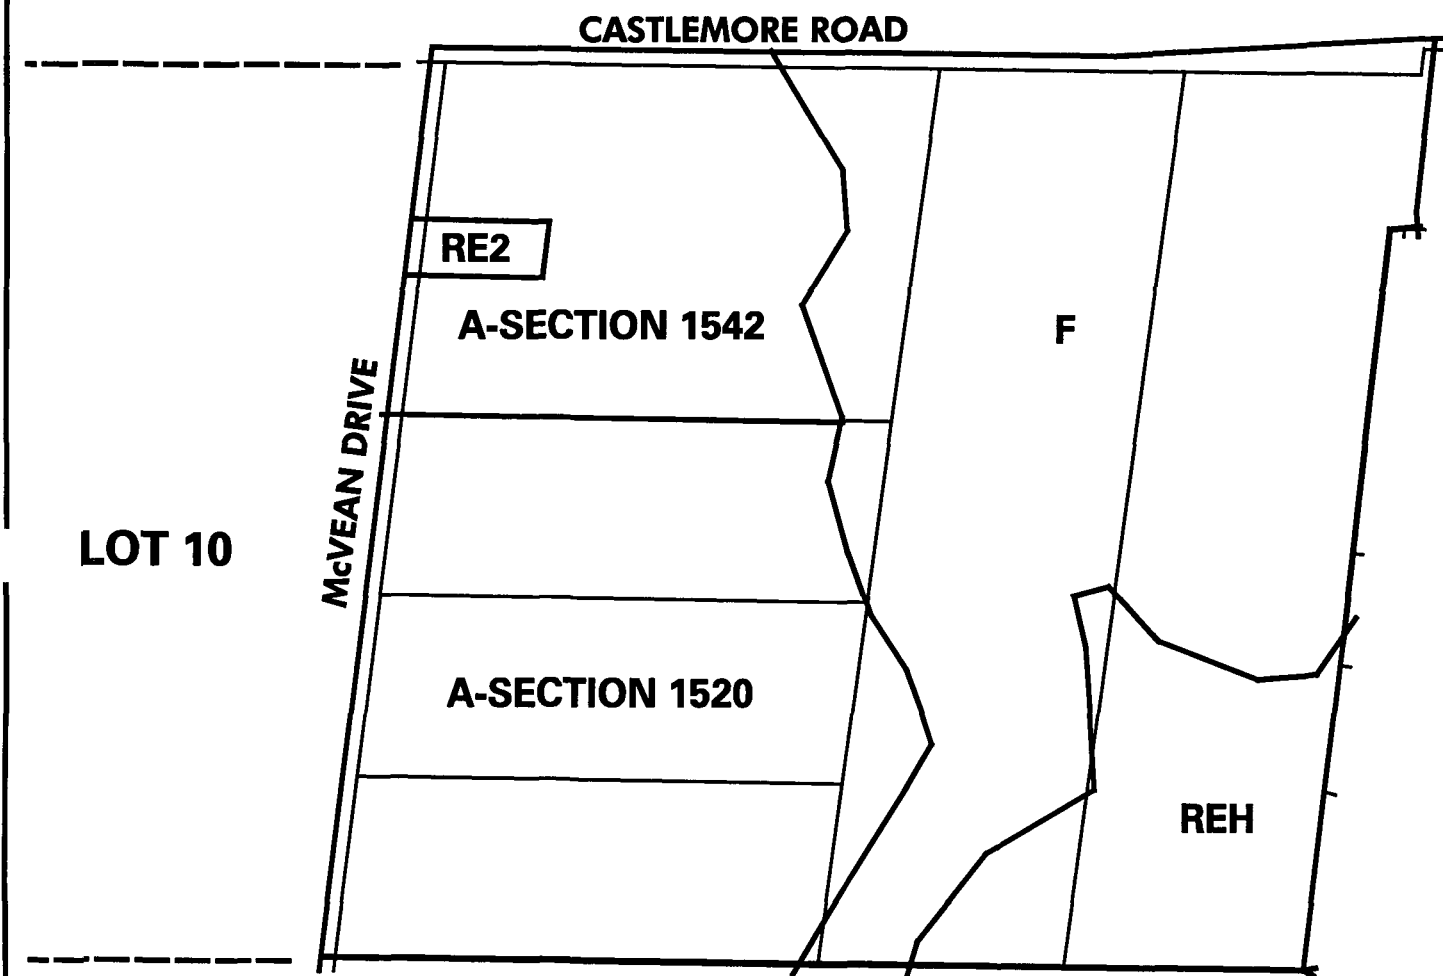 CASTLEMORE ROAD
RE2
A-SECTION 1542
F
McVEAN DRIVE
LOT 10
A-SECTION 1520
REH